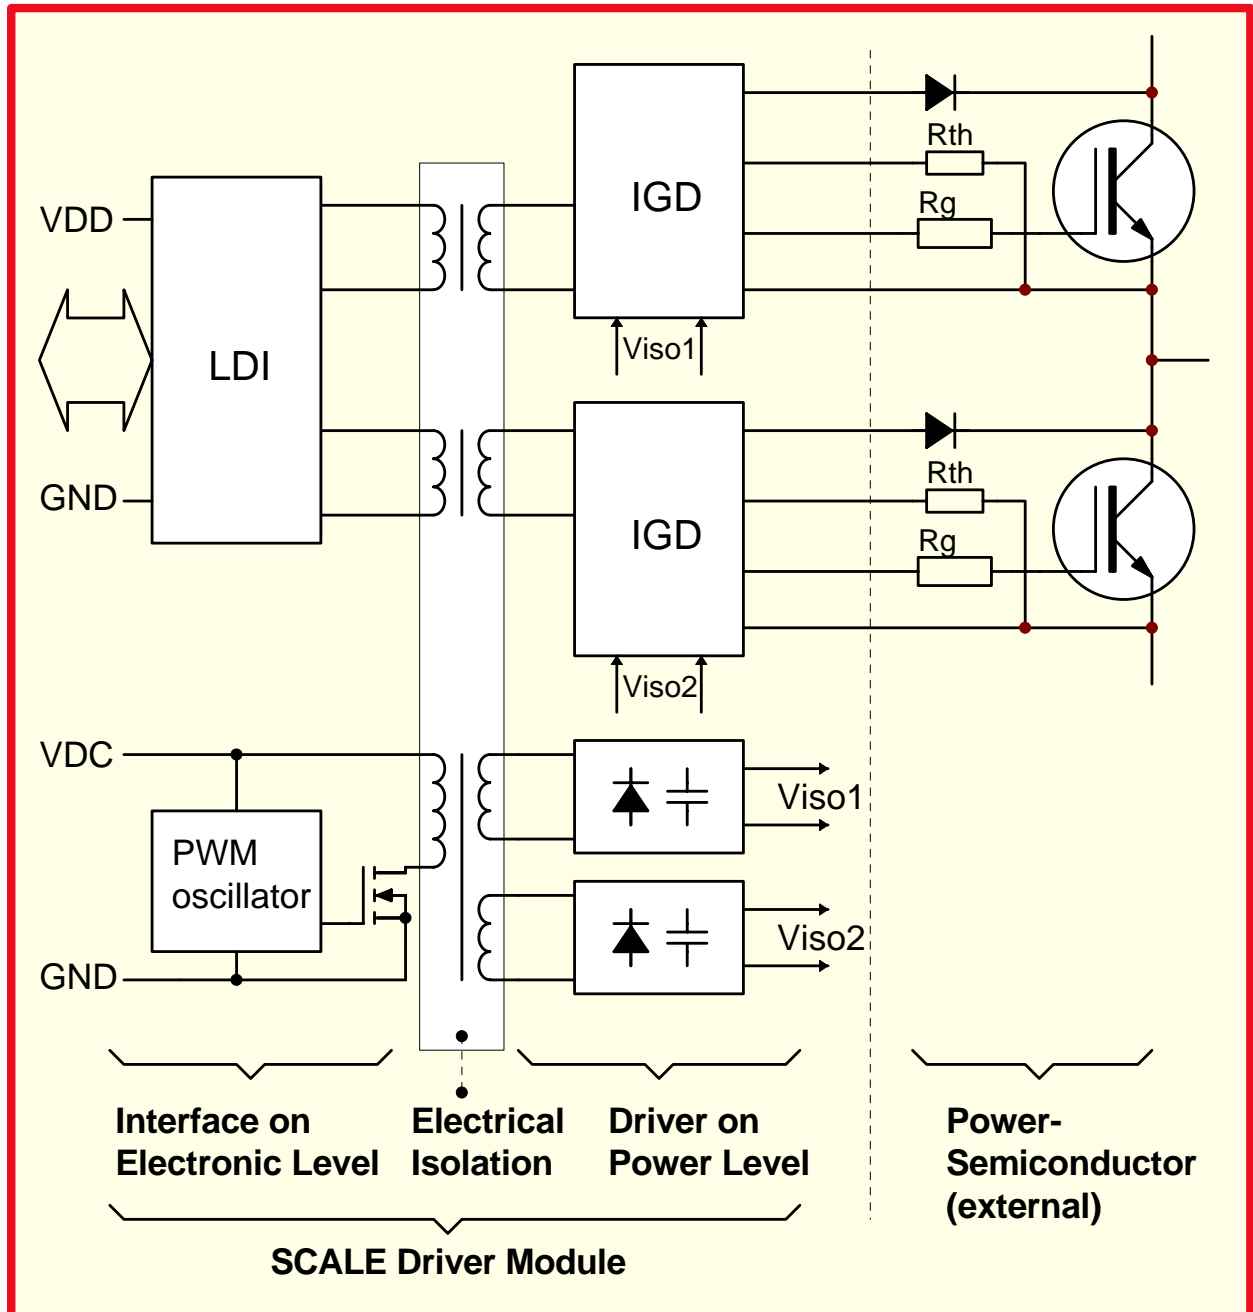 IGD
Rth
Rg
VDD
LDI
Viso1
GND
IGD
Rth
Rg
Viso2
VDC
Viso1
PWM
oscillator
Viso2
GND
Interface on
Electronic Level
Electrical
Isolation
Driver on
Power Level
Power-
Semiconductor
(external)
SCALE Driver Module